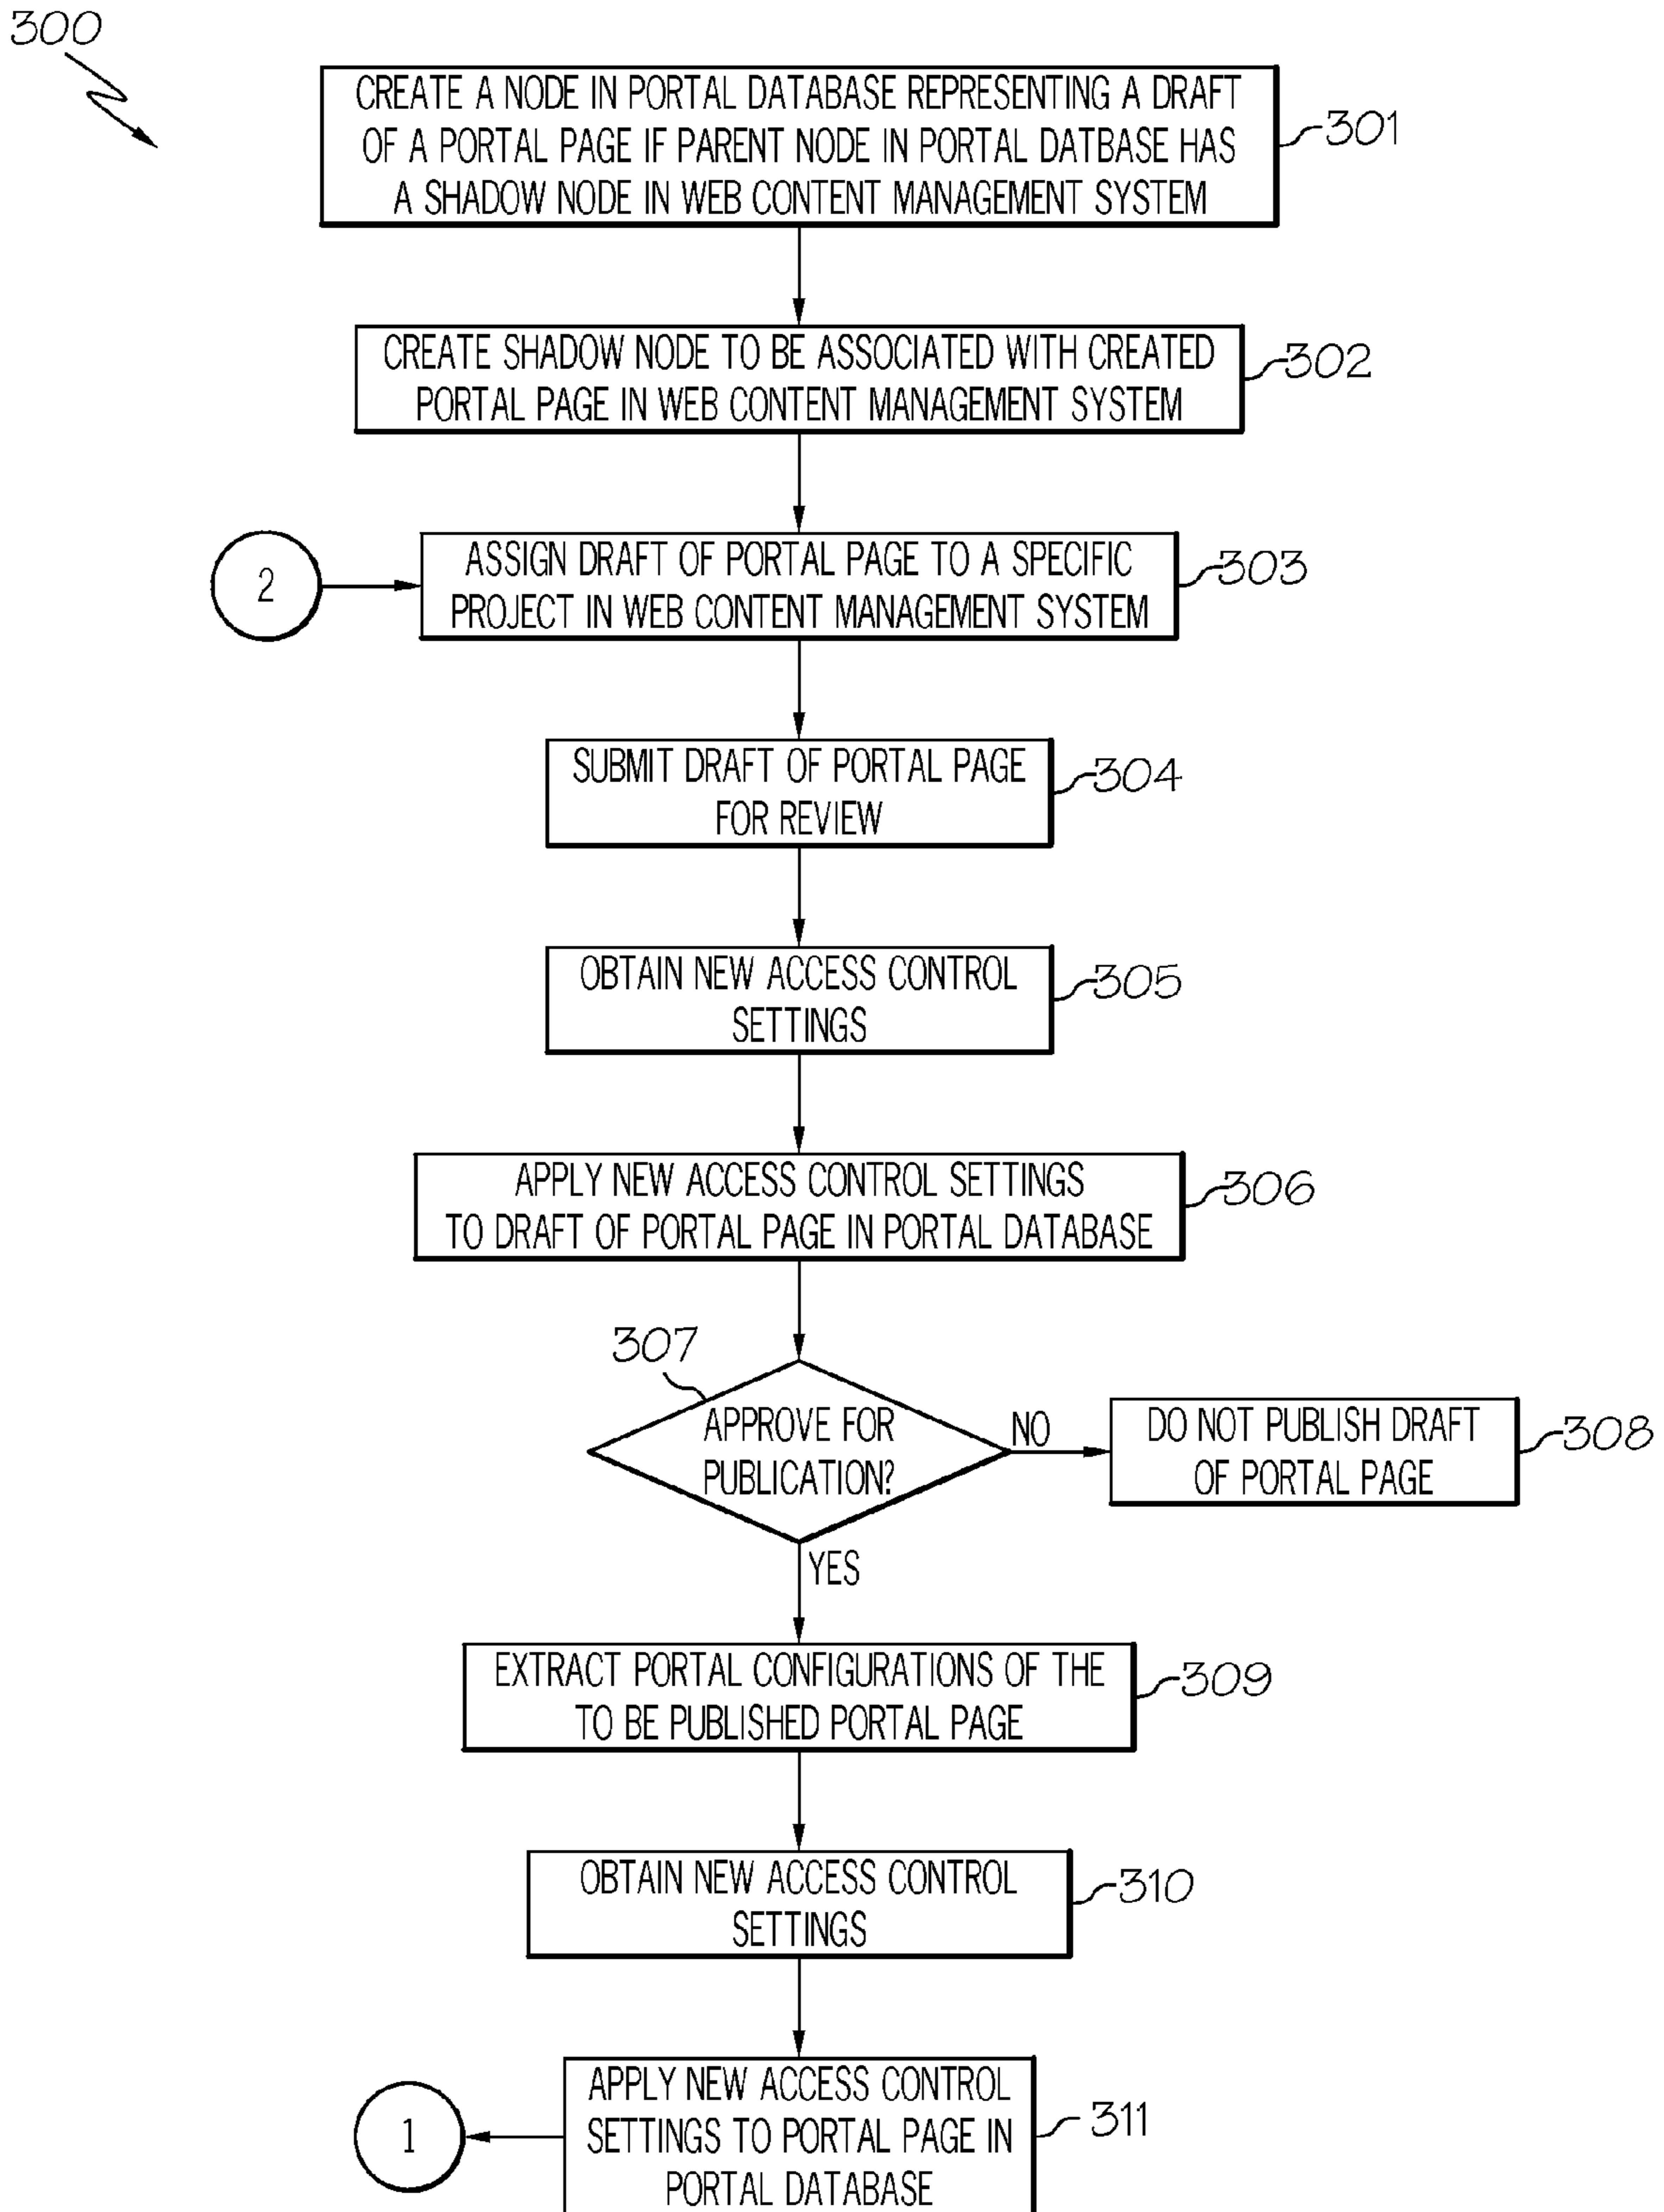 300
CREATE A NODE IN PORTAL DATABASE REPRESENTING A DRAFT
OF A PORTAL PAGE IF PARENT NODE IN PORTAL DATBASE HAS
A SHADOW NODE IN WEB CONTENT MANAGEMENT SYSTEM
301
CREATE SHADOW NODE TO BE ASSOCIATED WITH CREATED
PORTAL PAGE IN WEB CONTENT MANAGEMENT SYSTEM
302
2
ASSIGN DRAFT OF PORTAL PAGE TO A SPECIFIC
PROJECT IN WEB CONTENT MANAGEMENT SYSTEM
303
SUBMIT DRAFT OF PORTAL PAGE
FOR REVIEW
304
OBTAIN NEW ACCESS CONTROL
SETTINGS
305
APPLY NEW ACCESS CONTROL SETTINGS
TO DRAFT OF PORTAL PAGE IN PORTAL DATABASE
306
307
APPROVE FOR
PUBLICATION?
NO
DO NOT PUBLISH DRAFT
OF PORTAL PAGE
308
YES
EXTRACT PORTAL CONFIGURATIONS OF THE
TO BE PUBLISHED PORTAL PAGE
309
OBTAIN NEW ACCESS CONTROL
SETTINGS
310
1
APPLY NEW ACCESS CONTROL
SETTINGS TO PORTAL PAGE IN
PORTAL DATABASE
311